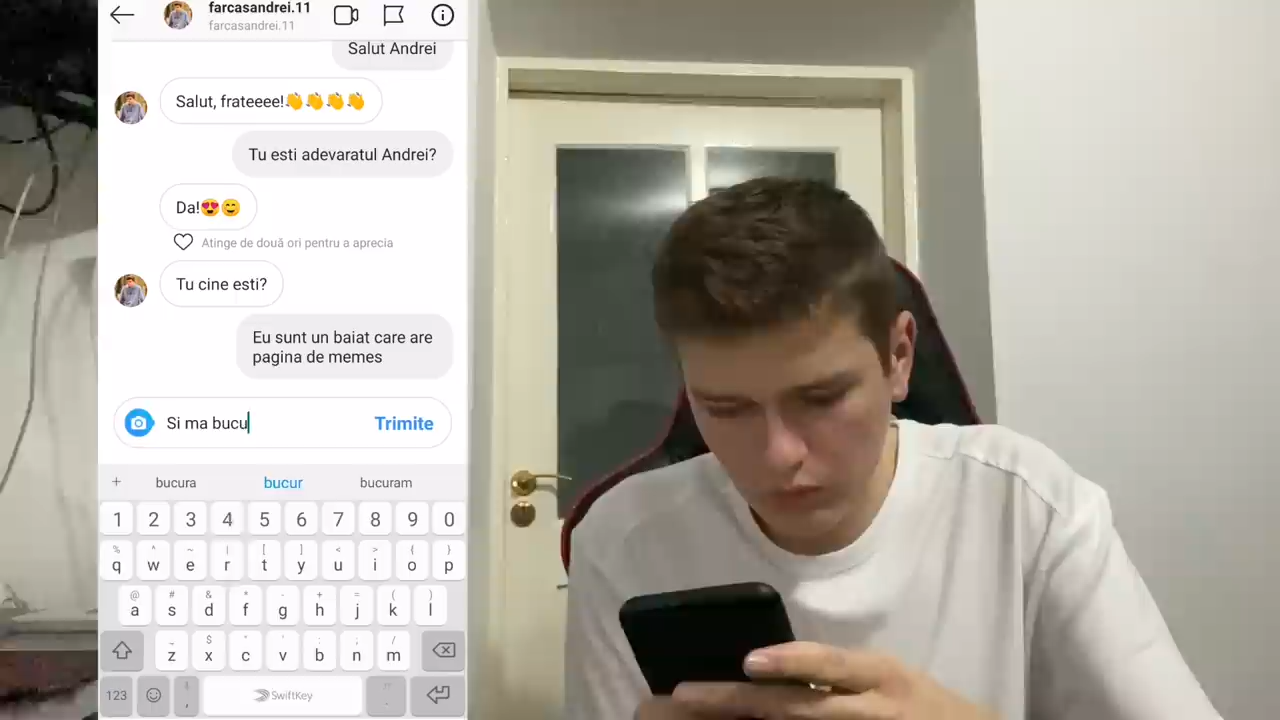 farcasandrei.11
farcasandrei.11
Salut Andrei
Salut, frateeee!👏👏👏👏
Tu esti adevaratul Andrei?
Da!😍😊
Atinge de două ori pentru a aprecia
Tu cine esti?
Eu sunt un baiat care are
pagina de memes
Si ma bucu
Trimite
+ bucura bucur bucuram
1 2 3 4 5 6 7 8 9 0
% ^ ~ | [ ] < > { }
q w e r t y u i o p
@ # & * - + = ( )
a s d f g h j k l
_ $ " ' : ; /
z x c v b n m
123 , SwiftKey .